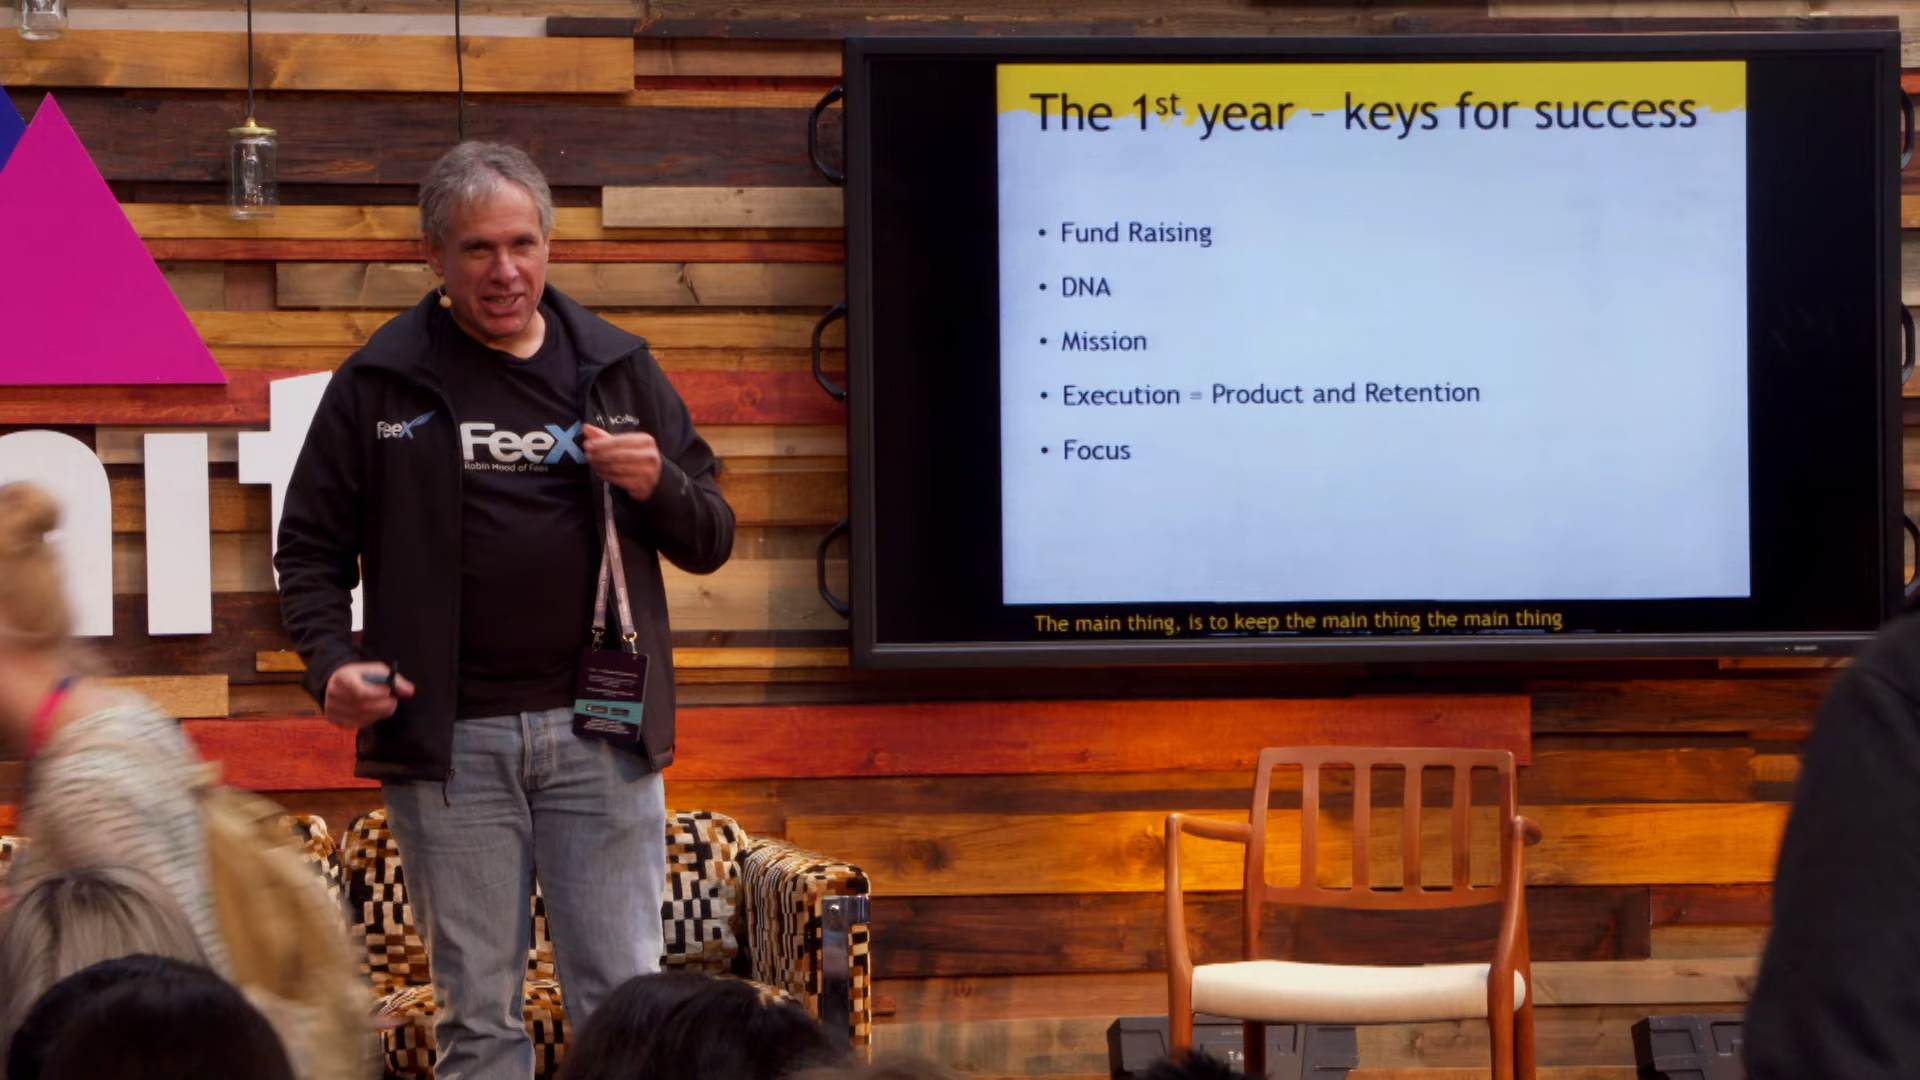 The 1st year - keys for success
• Fund Raising
• DNA
• Mission
• Execution = Product and Retention
• Focus
The main thing, is to keep the main thing the main thing
FeeX
FeeX
Robin Hood of Fees
nit